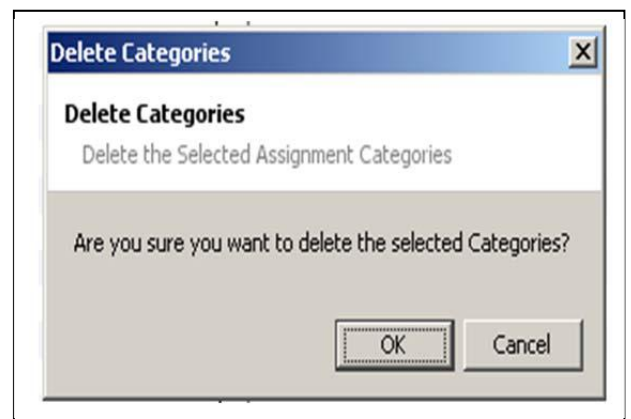 Delete Categories
Delete Categories
Delete the Selected Assignment Categories
Are you sure you want to delete the selected Categories?
OK Cancel